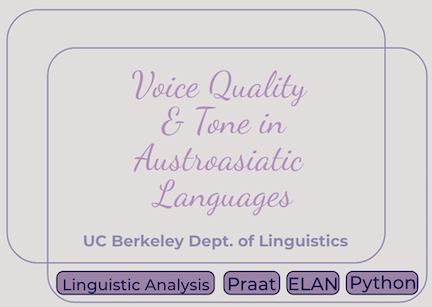 Voice Quality
& Tone in
Austroasiatic
Languages
UC Berkeley Dept. of Linguistics
Linguistic Analysis Praat ELAN Python